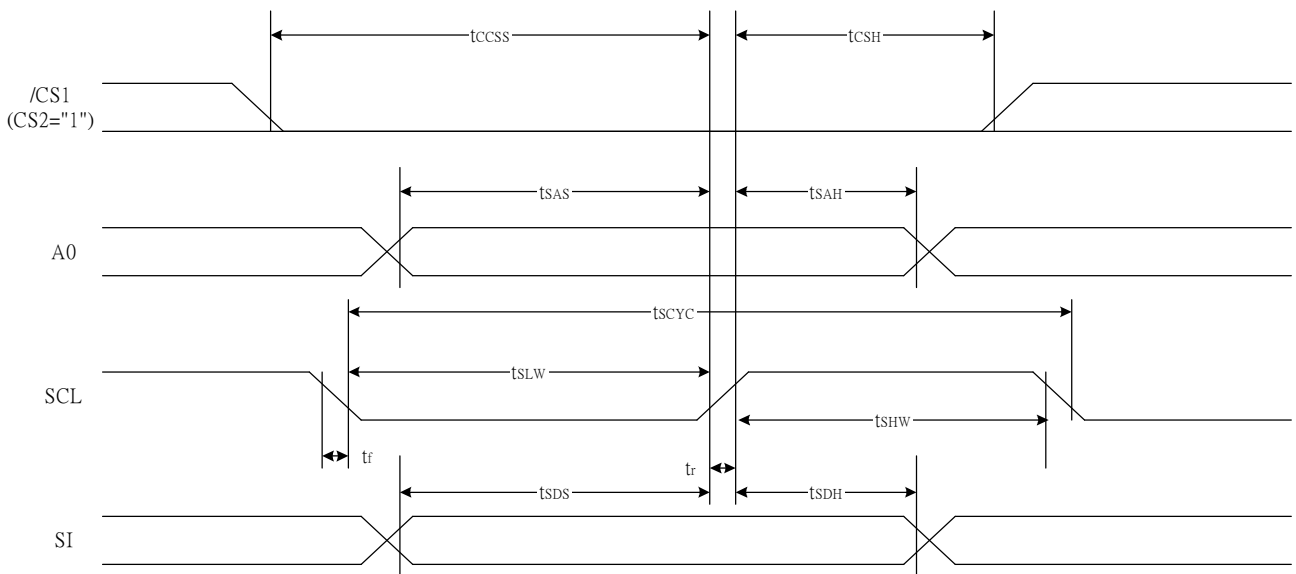 tCCSS
tCSH
/CS1
(CS2="1")
tSAS
tSAH
A0
tSCYC
tSLW
SCL
tSHW
tf
tr
tSDS
tSDH
SI